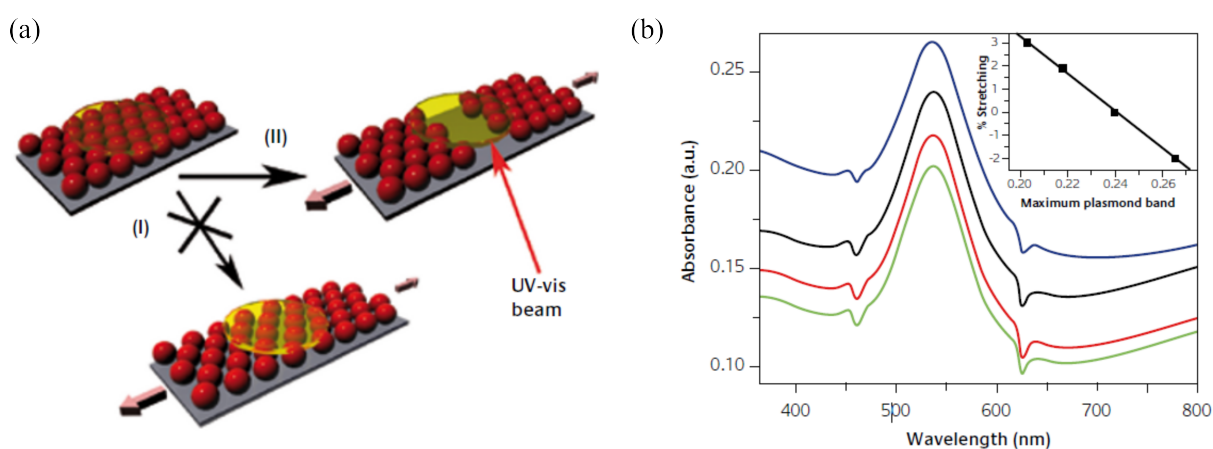 (a)
(II)
(I)
UV-vis
beam
(b)
Absorbance (a.u.)
0.25
0.20
0.15
0.10
400 500 600 700 800
Wavelength (nm)
% Stretching
3
2
0
-1
-2
0.20 0.22 0.24 0.26
Maximum plasmond band